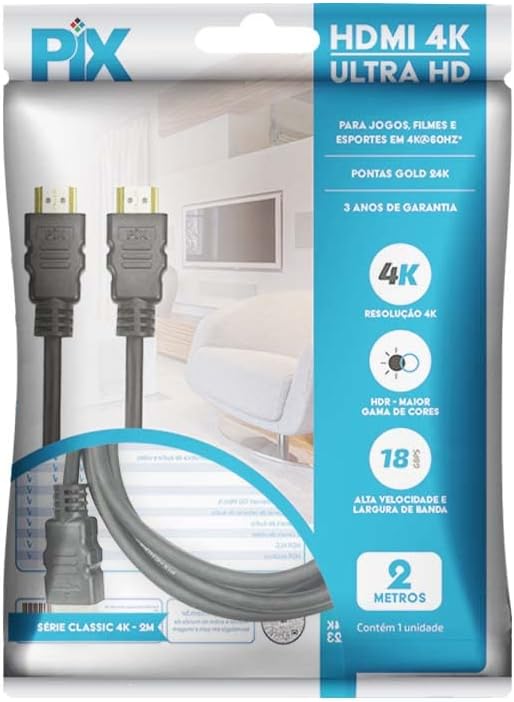 PIX
HDMI 4K
ULTRA HD
PARA JOGOS, FILMES E
ESPORTES EM 4K@60HZ*
PONTAS GOLD 24K
3 ANOS DE GARANTIA
4K
RESOLUÇÃO 4K
HDR - MAIOR
GAMA DE CORES
18 GBPS
ALTA VELOCIDADE E
LARGURA DE BANDA
2
METROS
Contém 1 unidade
PIX
SÉRIE CLASSIC 4K - 2M